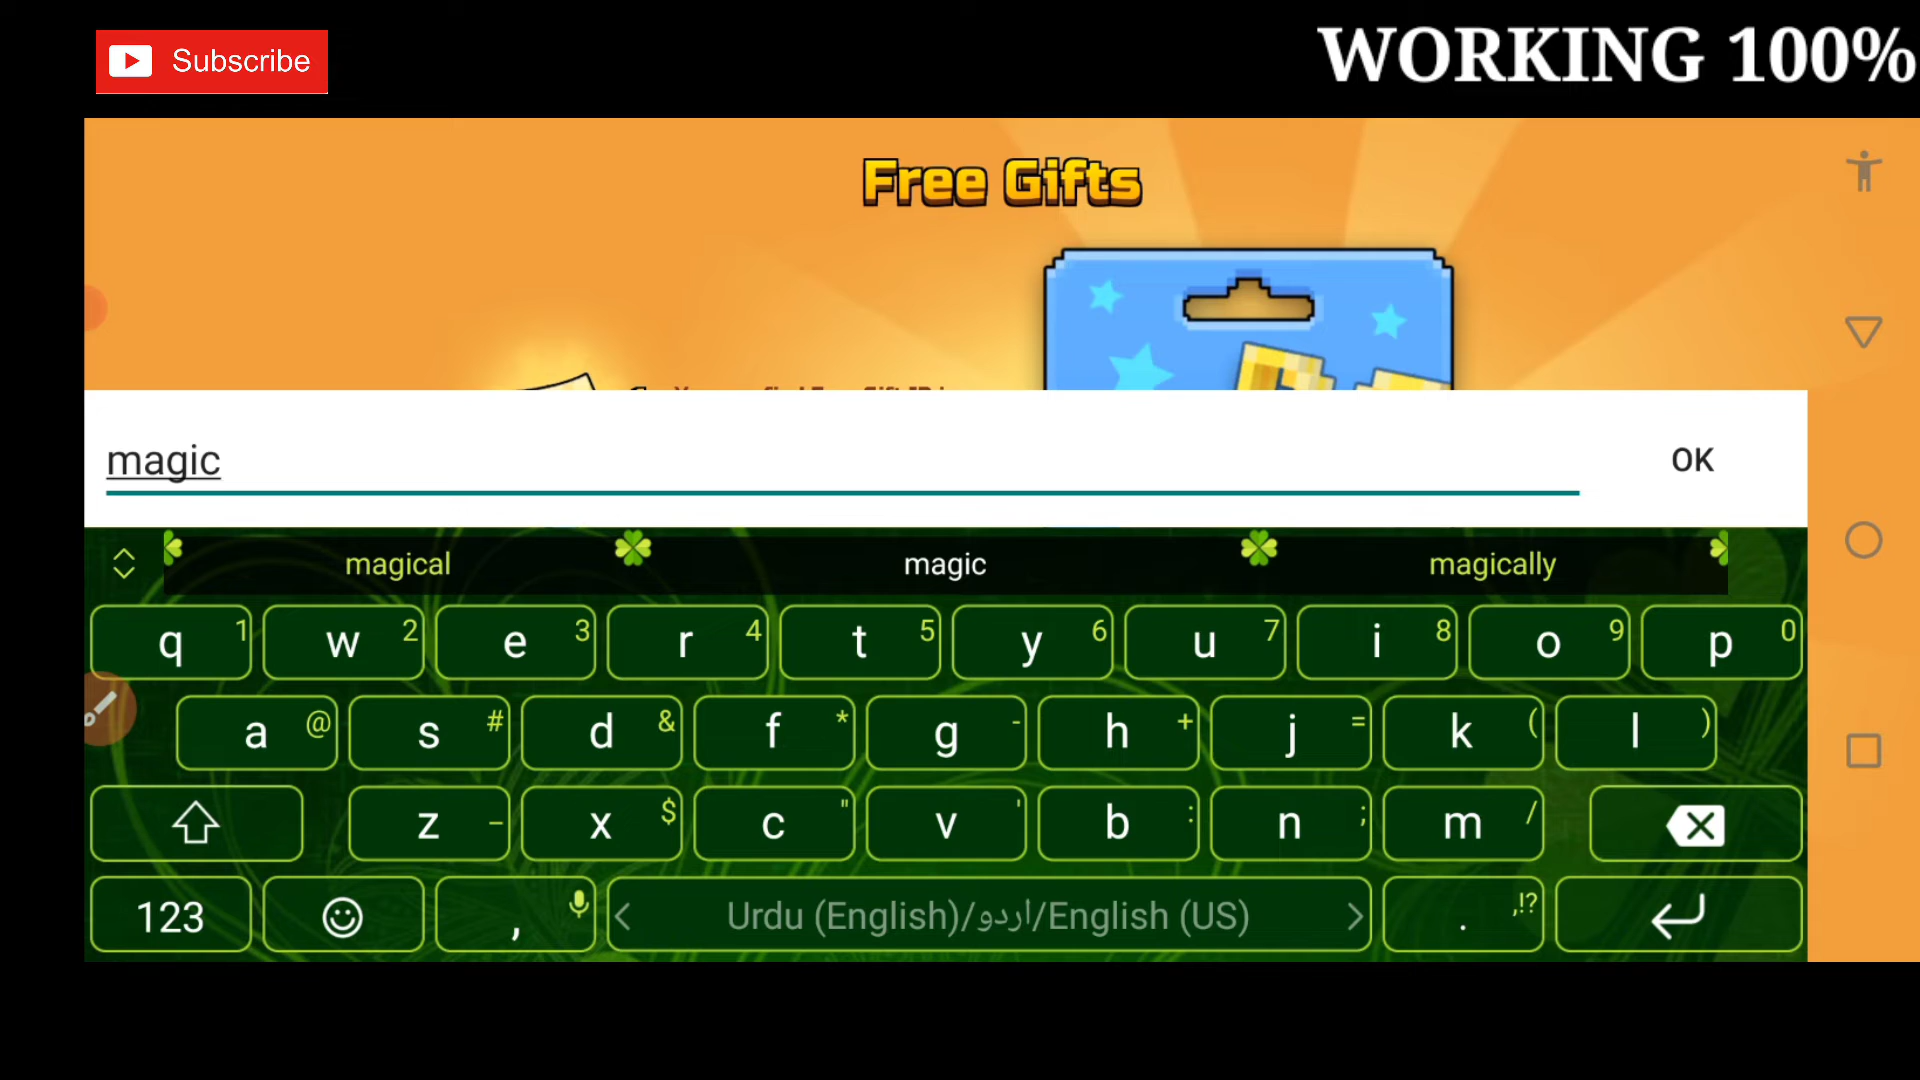 Subscribe
WORKING 100%
Free Gifts
magic
OK
magical magic magically
q 1 w 2 e 3 r 4 t 5 y 6 u 7 i 8 o 9 p 0
a @ s # d & f * g - h + j = k ( l )
z _ x $ c " v ' b : n ; m /
123 , < Urdu (English)/اردو/English (US) > . ,!?